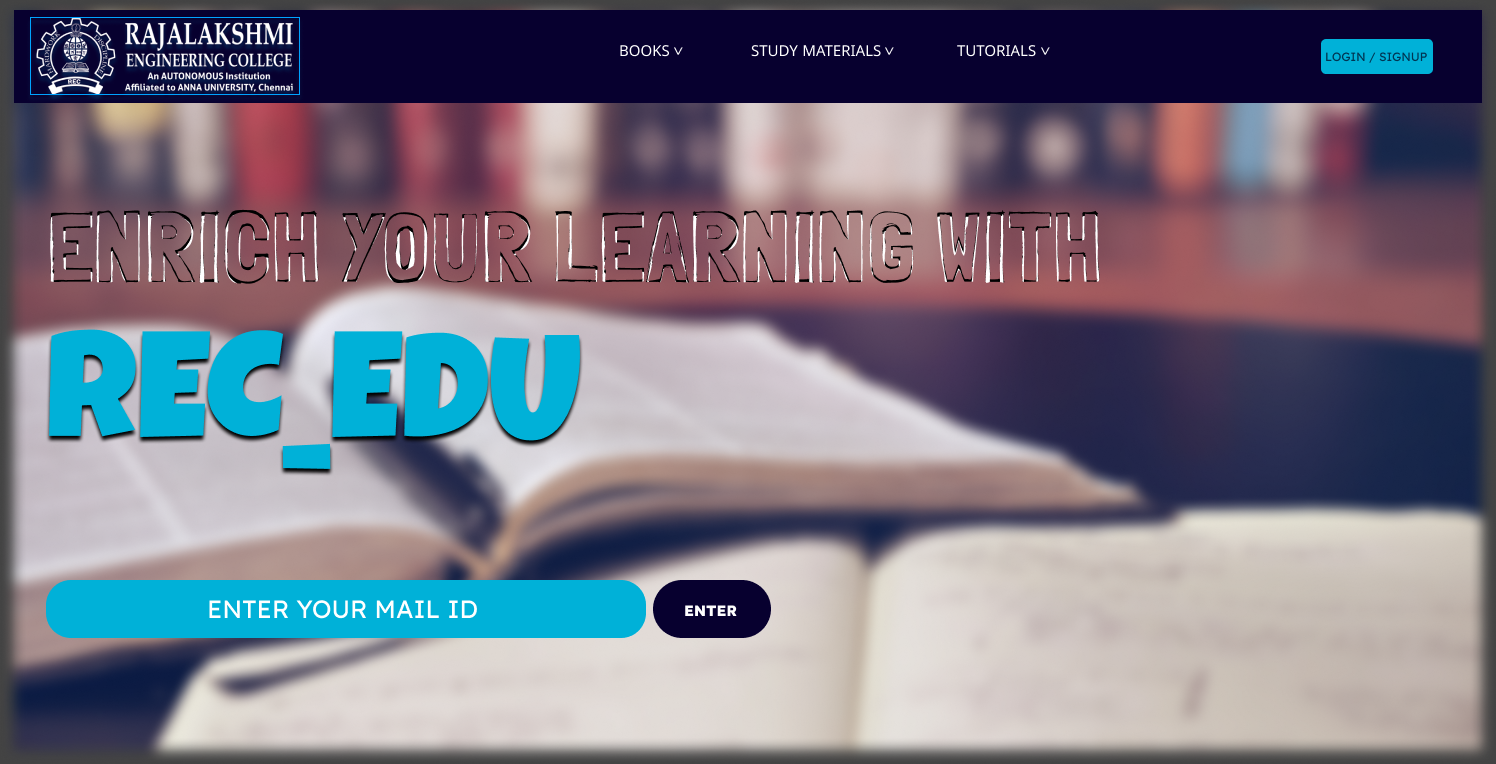 RAJALAKSHMI
ENGINEERING COLLEGE
An AUTONOMOUS Institution
Affiliated to ANNA UNIVERSITY, Chennai
REC
BOOKS ˅ STUDY MATERIALS ˅ TUTORIALS ˅
LOGIN / SIGNUP
ENRICH YOUR LEARNING WITH
REC_EDU
ENTER YOUR MAIL ID
ENTER